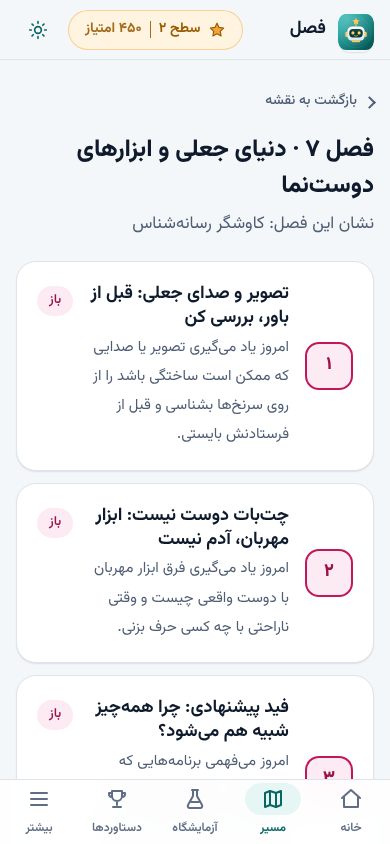 فصل
سطح ۲ | ۴۵۰ امتیاز
بازگشت به نقشه
فصل ۷ · دنیای جعلی و ابزارهای
دوست‌نما
نشان این فصل: کاوشگر رسانه‌شناس
۱
تصویر و صدای جعلی: قبل از
باور، بررسی کن
باز
امروز یاد می‌گیری تصویر یا صدایی
که ممکن است ساختگی باشد را از
روی سرنخ‌ها بشناسی و قبل از
فرستادنش بایستی.
۲
چت‌بات دوست نیست: ابزار
مهربان، آدم نیست
باز
امروز یاد می‌گیری فرق ابزار مهربان
با دوست واقعی چیست و وقتی
ناراحتی با چه کسی حرف بزنی.
۳
فید پیشنهادی: چرا همه‌چیز
شبیه هم می‌شود؟
باز
امروز می‌فهمی برنامه‌هایی که
خانه
مسیر
آزمایشگاه
دستاوردها
بیشتر